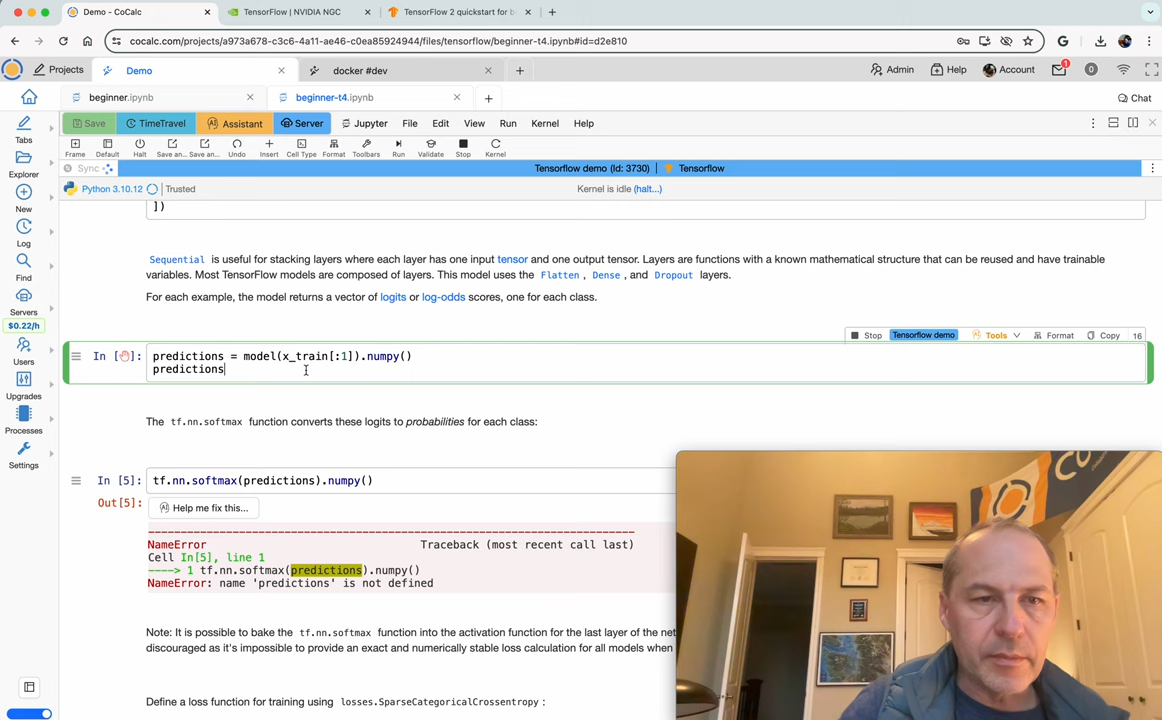 Demo - CoCalc
TensorFlow | NVIDIA NGC
TensorFlow 2 quickstart for b
cocalc.com/projects/a973a678-c3c6-4a11-ae46-c0ea85924944/files/tensorflow/beginner-t4.ipynb#id=d2e810
Projects
Demo
docker #dev
Admin
Help
Account
1
0
beginner.ipynb
beginner-t4.ipynb
Chat
Save
TimeTravel
Assistant
Server
Jupyter
File
Edit
View
Run
Kernel
Help
Frame
Default
Halt
Save an...
Save an...
Undo
Insert
Cell Type
Format
Toolbars
Run
Validate
Stop
Kernel
Sync
Tensorflow demo (Id: 3730)
Tensorflow
Python 3.10.12
Trusted
Kernel is idle (halt...)
Tabs
Explorer
New
Log
Find
Servers
$0.22/h
Users
Upgrades
Processes
Settings
])
Sequential is useful for stacking layers where each layer has one input tensor and one output tensor. Layers are functions with a known mathematical structure that can be reused and have trainable
variables. Most TensorFlow models are composed of layers. This model uses the Flatten , Dense , and Dropout layers.
For each example, the model returns a vector of logits or log-odds scores, one for each class.
Stop
Tensorflow demo
Tools
Format
Copy
16
In [ ]: predictions = model(x_train[:1]).numpy()
predictions
The tf.nn.softmax function converts these logits to probabilities for each class:
In [5]: tf.nn.softmax(predictions).numpy()
Out[5]:
Help me fix this...
NameError Traceback (most recent call last)
Cell In[5], line 1
----> 1 tf.nn.softmax(predictions).numpy()
NameError: name 'predictions' is not defined
Note: It is possible to bake the tf.nn.softmax function into the activation function for the last layer of the net
discouraged as it's impossible to provide an exact and numerically stable loss calculation for all models when
Define a loss function for training using losses.SparseCategoricalCrossentropy :